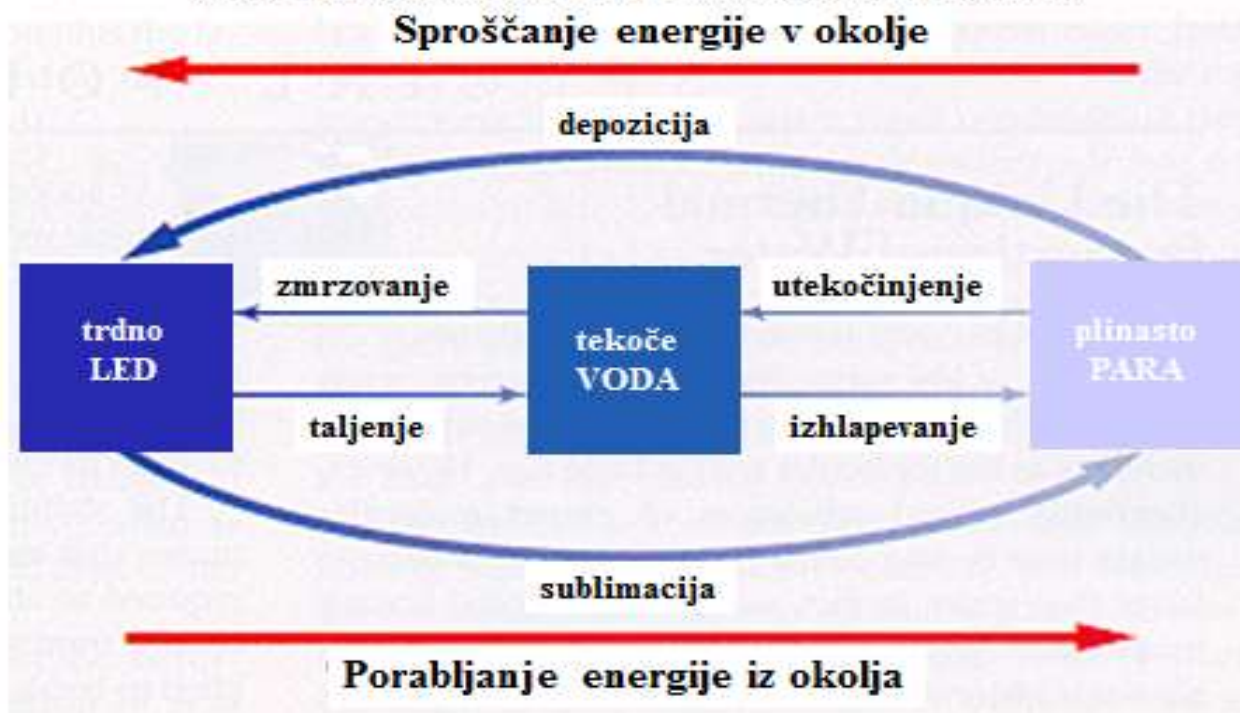 Sproščanje energije v okolje
depozicija
zmrzovanje
utekočinjenje
trdno
LED
tekoče
VODA
plinasto
PARA
taljenje
izhlapevanje
sublimacija
Porabljanje energije iz okolja